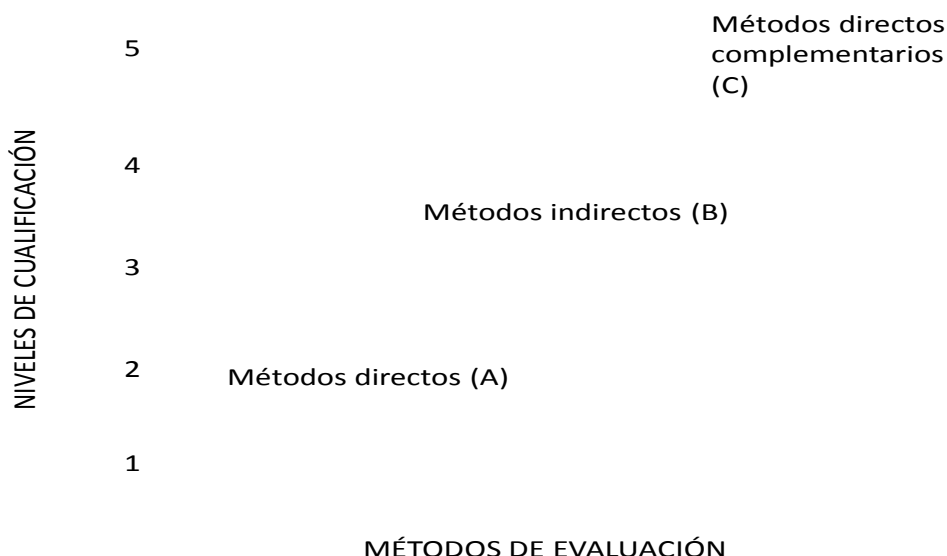 Métodos directos
complementarios
(C)
5
4
Métodos indirectos (B)
3
2
Métodos directos (A)
1
NIVELES DE CUALIFICACIÓN
MÉTODOS DE EVALUACIÓN